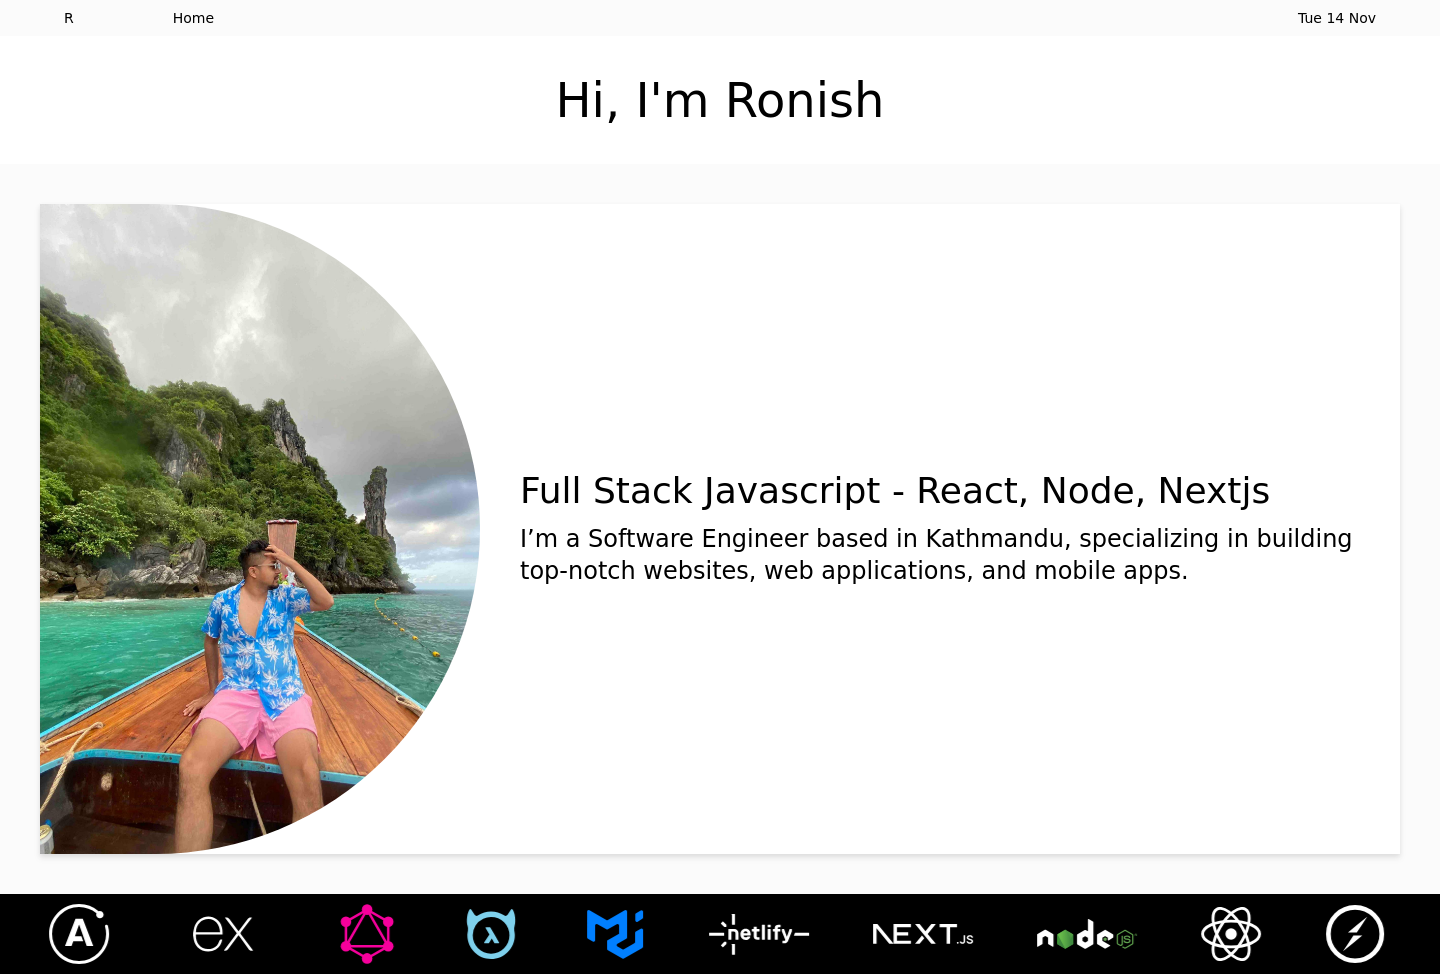 R Home Tue 14 Nov
Hi, I'm Ronish
Full Stack Javascript - React, Node, Nextjs
I’m a Software Engineer based in Kathmandu, specializing in building
top-notch websites, web applications, and mobile apps.
A ex λ netlify NEXT.JS node JS